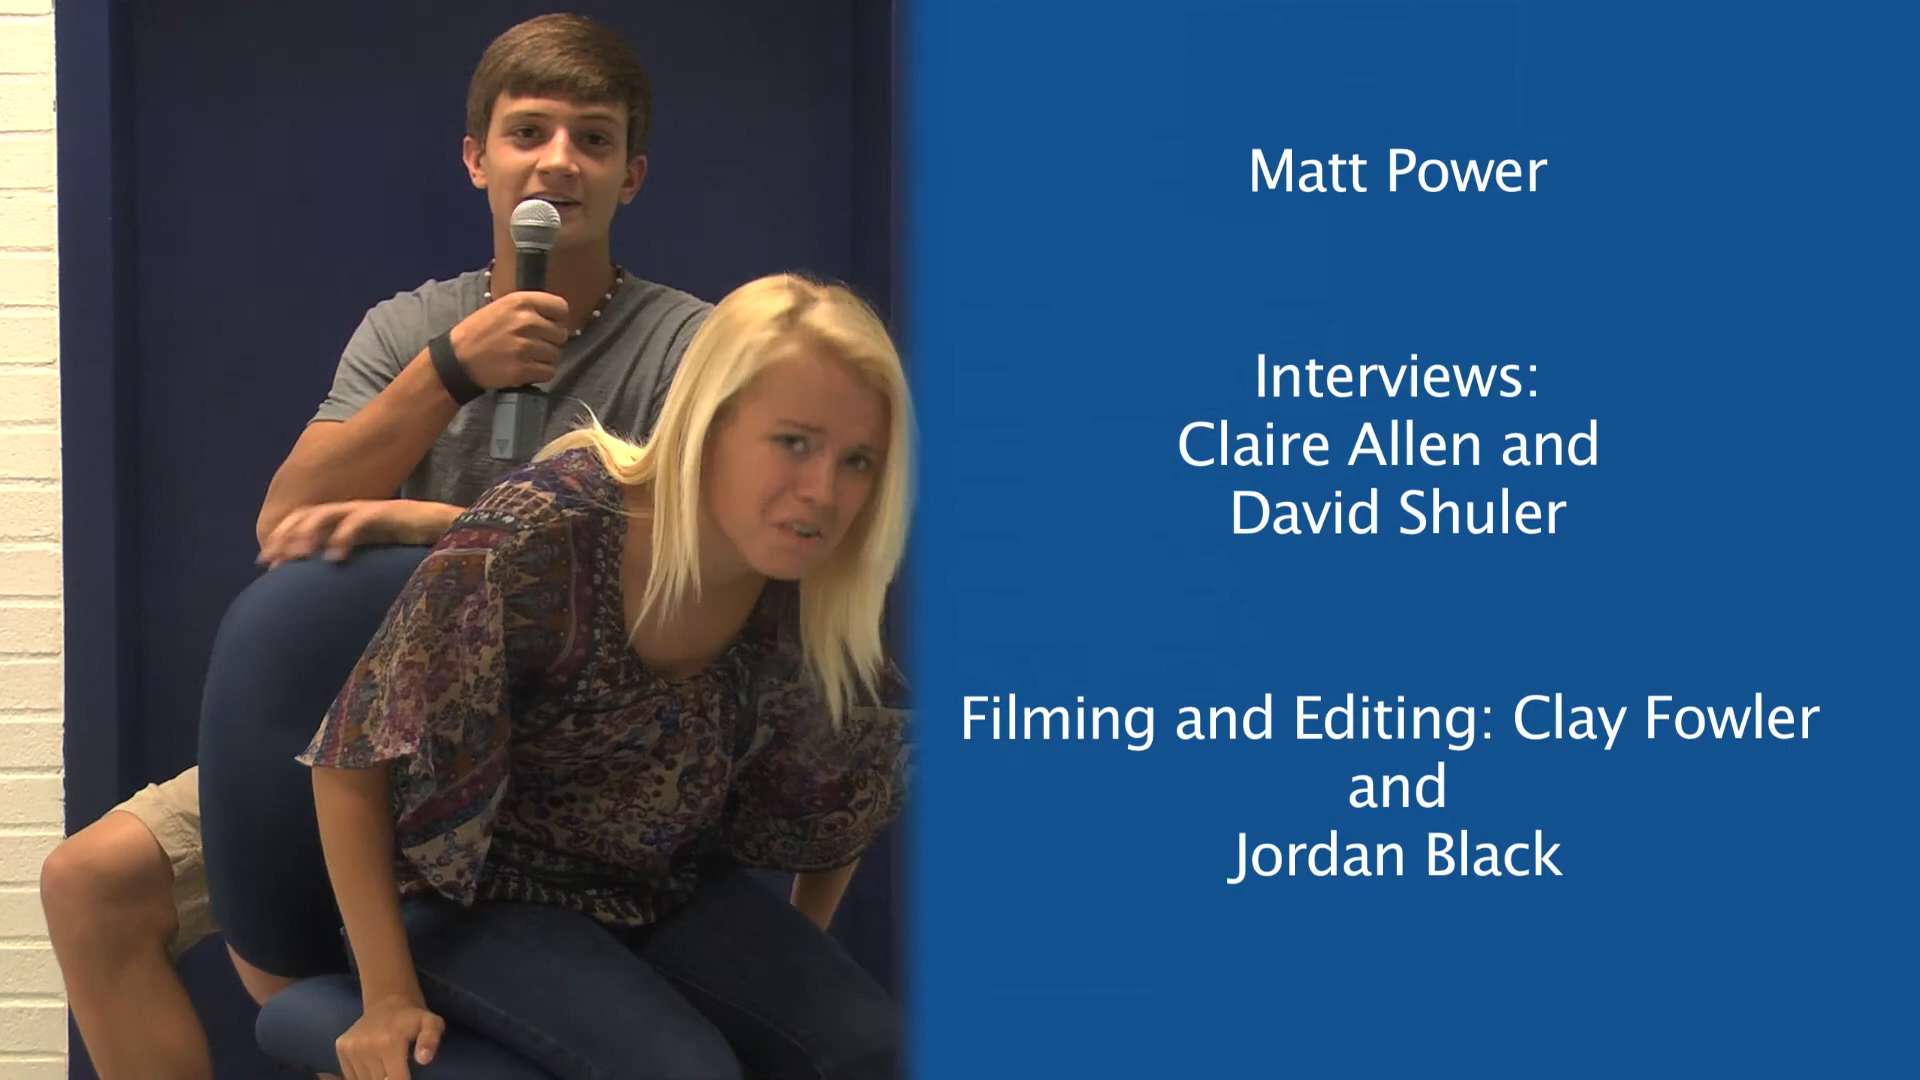 Matt Power
Interviews:
Claire Allen and
David Shuler
Filming and Editing: Clay Fowler
and
Jordan Black